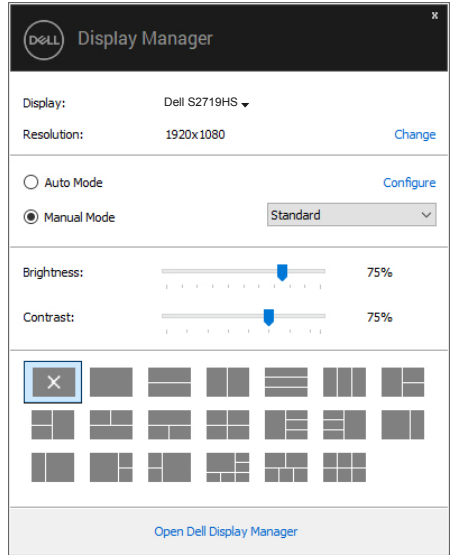 x
DELL Display Manager
Display: Dell S2719HS
Resolution: 1920x1080 Change
Auto Mode Configure
Manual Mode Standard
Brightness: 75%
Contrast: 75%
Open Dell Display Manager